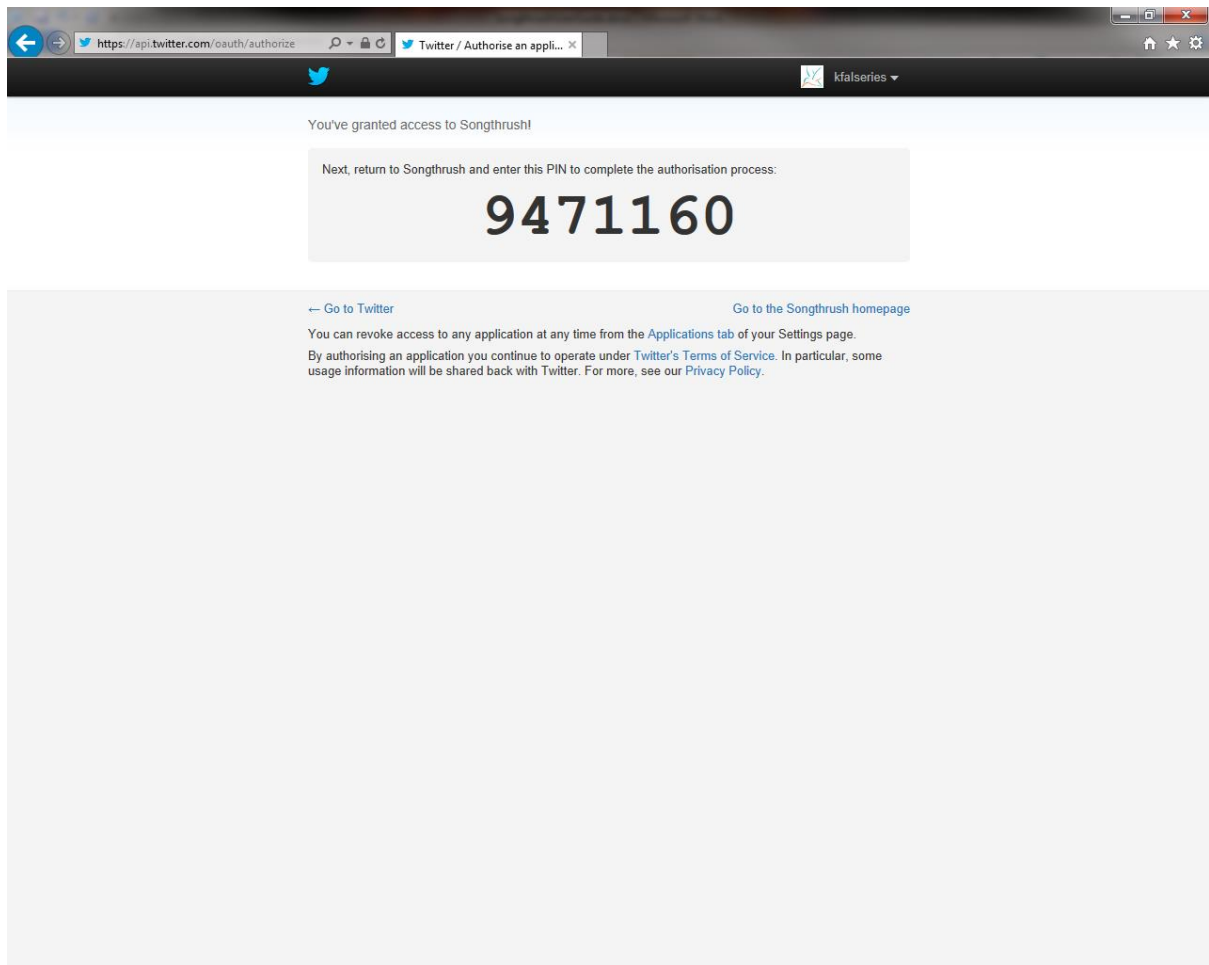 https://api.twitter.com/oauth/authorize
Twitter / Authorise an appli...
kfalseries
You've granted access to Songthrush!
Next, return to Songthrush and enter this PIN to complete the authorisation process:
9471160
← Go to Twitter
Go to the Songthrush homepage
You can revoke access to any application at any time from the Applications tab of your Settings page.
By authorising an application you continue to operate under Twitter's Terms of Service. In particular, some
usage information will be shared back with Twitter. For more, see our Privacy Policy.